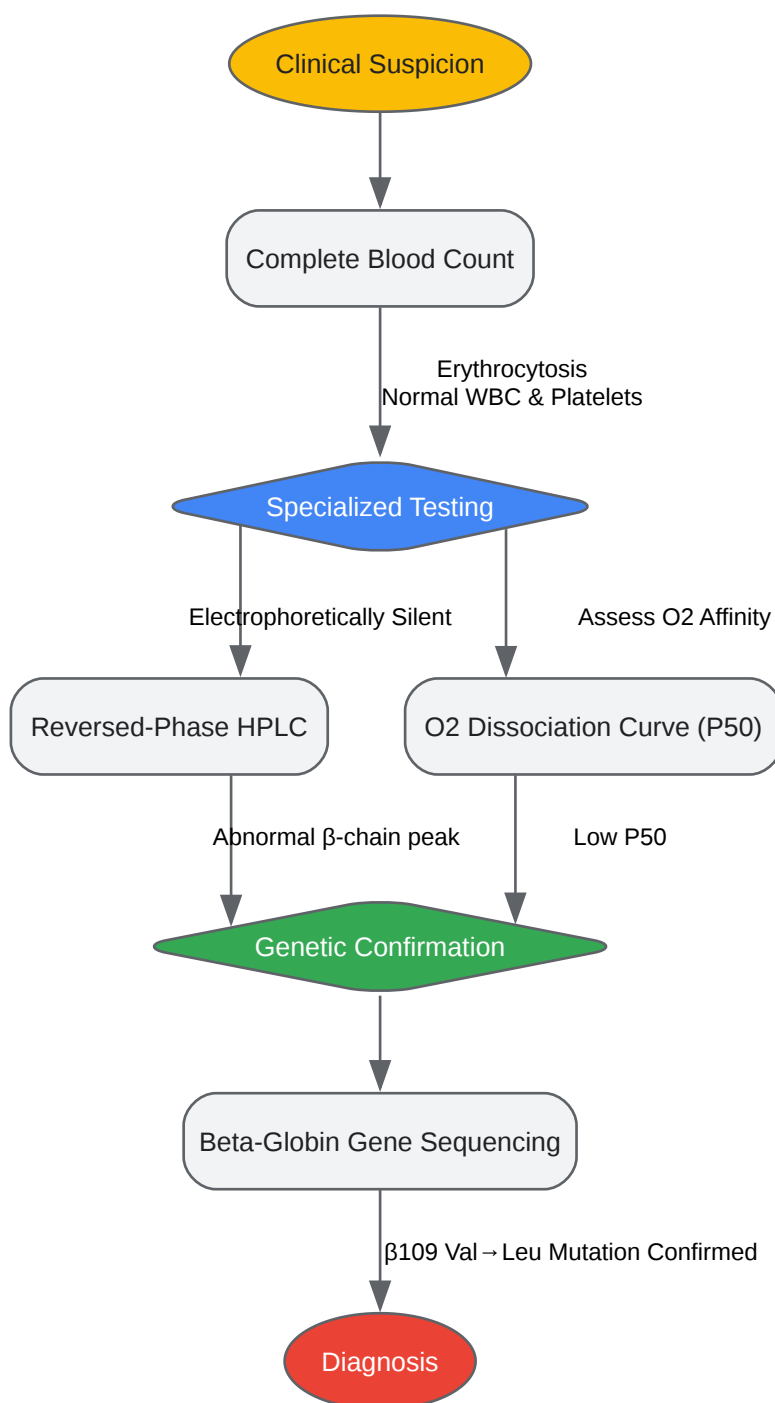 Clinical Suspicion
Complete Blood Count
Erythrocytosis
Normal WBC & Platelets
Specialized Testing
Electrophoretically Silent
Assess O2 Affinity
Reversed-Phase HPLC
O2 Dissociation Curve (P50)
Abnormal β-chain peak
Low P50
Genetic Confirmation
Beta-Globin Gene Sequencing
β109 Val→Leu Mutation Confirmed
Diagnosis